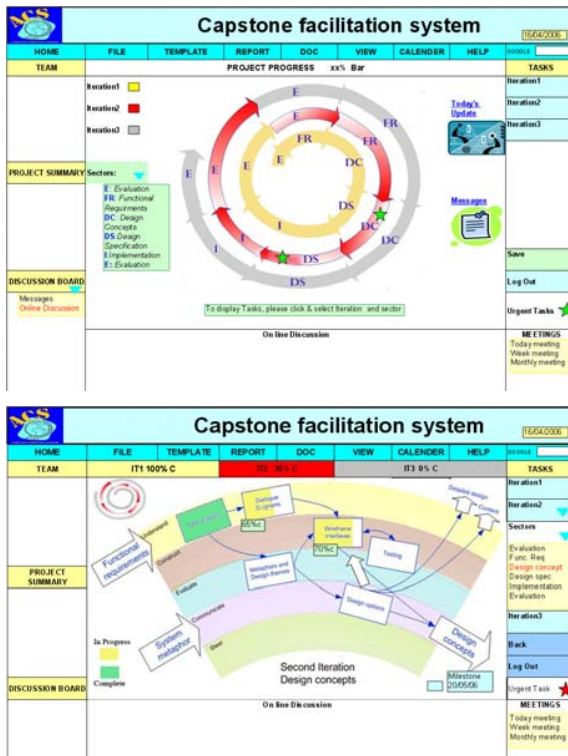 ACS
Capstone facilitation system
16/04/2006
HOME FILE TEMPLATE REPORT DOC VIEW CALENDER HELP GOOGLE
TEAM PROJECT PROGRESS xx% Bar TASKS
Iteration1
Iteration2
Iteration3
E
E
FR
FR
E
DC
DC
DC
DS
DS
DS
I
I
I
E
E
E
Today's
Update
Messages
Iteration1
Iteration2
Iteration3
PROJECT SUMMARY
Sectors:
E: Evaluation
FR: Functional
Requirements
DC: Design
Concepts
DS:Design
Specification
I:Implementation
E:: Evaluation
Save
Log Out
Urgent Tasks
DISCUSSION BOARD
Messages
Online Discussion
To display Tasks, please click & select Iteration and sector
On line Discussion
MEETINGS
Today meeting
Week meeting
Monthly meeting
ACS
Capstone facilitation system
16/04/2006
HOME FILE TEMPLATE REPORT DOC VIEW CALENDER HELP GOOGLE
TEAM IT1 100% C IT2 30% C IT3 0% C TASKS
Understand
Construct
Evaluate
Communicate
Steer
Functional
requirements
System
metaphor
Dialogue
Diagrams
65%c
Wireframe
interfaces
70%c
Testing
Metaphors and
Design themes
Design options
Detailed design
Context
Design
concepts
Second Iteration
Design concepts
Milestone
20/05/06
In Progress
Complete
Iteration1
Iteration2
Sectors
Evaluation
Func. Req
Design concept
Design spec
Implementation
Evaluation
Iteration3
Back
Log Out
Urgent Task
PROJECT
SUMMARY
DISCUSSION BOARD
On line Discussion
MEETINGS
Today meeting
Week meeting
Monthly meeting